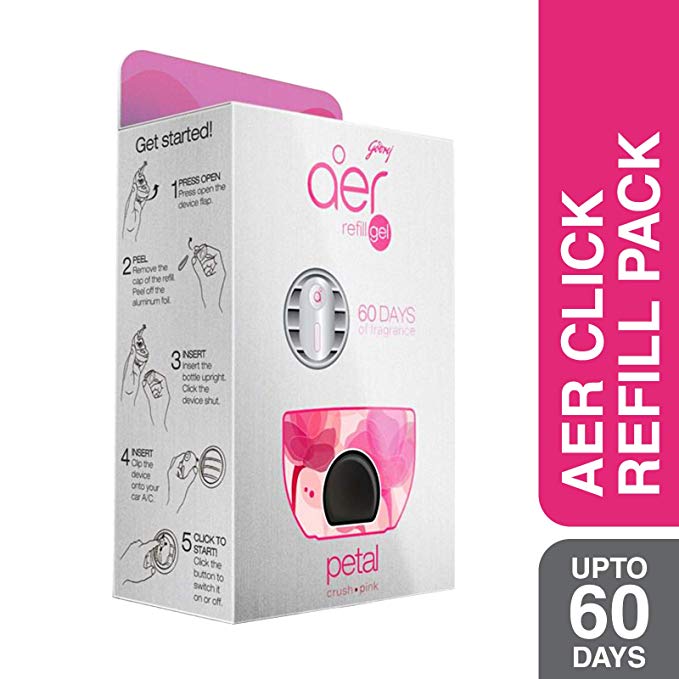 Get started!
1 PRESS OPEN
Press open the
device flap.
2 PEEL
Remove the
cap of the refill.
Peel off the
aluminum foil.
3 INSERT
Insert the
bottle upright.
Click the
device shut.
4 INSERT
Clip the
device
onto your
car A/C.
5 CLICK TO
START!
Click the
button to
switch it
on or off.
Godrej
aer
refill gel
60 DAYS
of fragrance
petal
crush•pink
AER CLICK
REFILL PACK
UPTO
60
DAYS